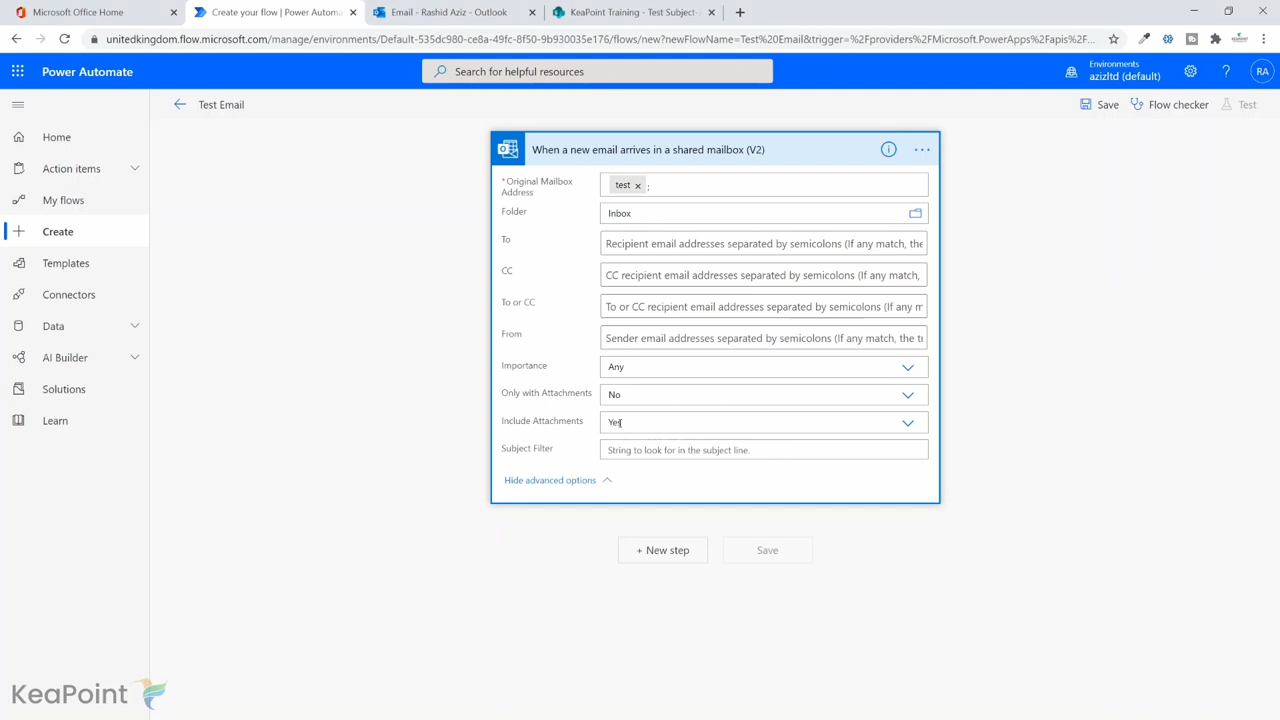 Microsoft Office Home
Create your flow | Power Automa
Email - Rashid Aziz - Outlook
KeaPoint Training - Test Subject-
unitedkingdom.flow.microsoft.com/manage/environments/Default-535dc980-ce8a-49fc-8f50-9b930035e176/flows/new?newFlowName=Test%20Email&trigger=%2Fproviders%2FMicrosoft.PowerApps%2Fapis%2F...
Power Automate
Search for helpful resources
Environments
azizltd (default)
RA
Test Email
Save
Flow checker
Test
Home
Action items
My flows
Create
Templates
Connectors
Data
AI Builder
Solutions
Learn
When a new email arrives in a shared mailbox (V2)
* Original Mailbox
Address
test ;
Folder
Inbox
To
Recipient email addresses separated by semicolons (If any match, the
CC
CC recipient email addresses separated by semicolons (If any match,
To or CC
To or CC recipient email addresses separated by semicolons (If any m
From
Sender email addresses separated by semicolons (If any match, the tr
Importance
Any
Only with Attachments
No
Include Attachments
Yes
Subject Filter
String to look for in the subject line.
Hide advanced options
+ New step
Save
KeaPoint